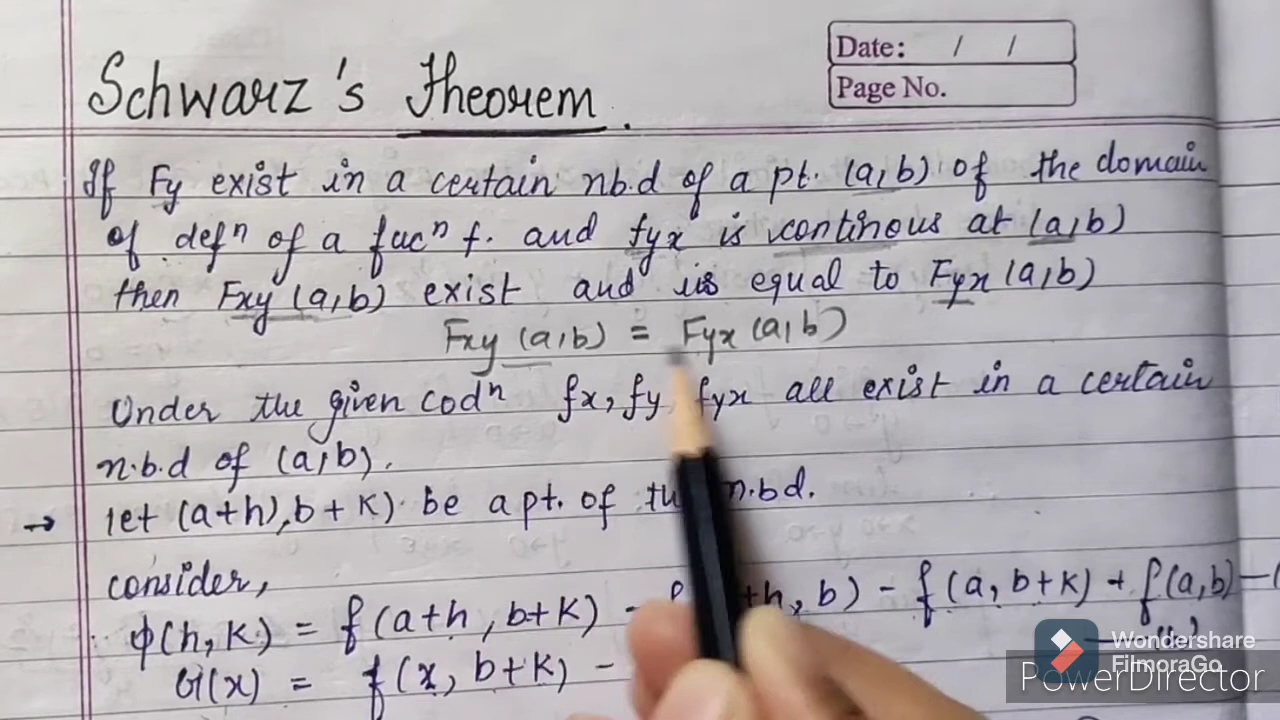 Date: / /
Page No.
Schwarz's Theorem.
If Fy exist in a certain nb.d of a pt. (a,b) of the domain
of defⁿ of a fucⁿ f. and fyx is continous at (a,b)
then Fxy (a,b) exist and is equal to Fyx (a,b)
Fxy (a,b) = Fyx (a,b)
Under the given codⁿ fx, fy, fyx all exist in a certain
n.b.d of (a,b).
→ let (a+h), b+K) be a pt. of n.bd.
consider,
φ(h,K) = f(a+h, b+K) - h, b) - f(a, b+K) + f(a,b) -
G(x) = f(x, b+K) -
Wondershare
FilmoraGo
PowerDirector